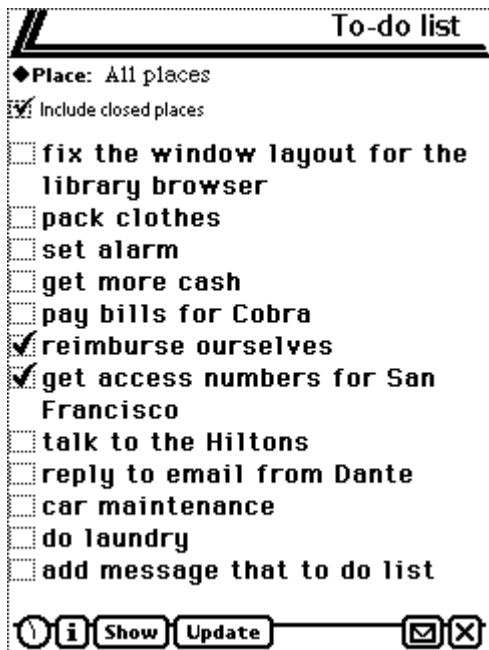 To-do list
◆Place: All places
Include closed places
fix the window layout for the
library browser
pack clothes
set alarm
get more cash
pay bills for Cobra
reimburse ourselves
get access numbers for San
Francisco
talk to the Hiltons
reply to email from Dante
car maintenance
do laundry
add message that to do list
i Show Update